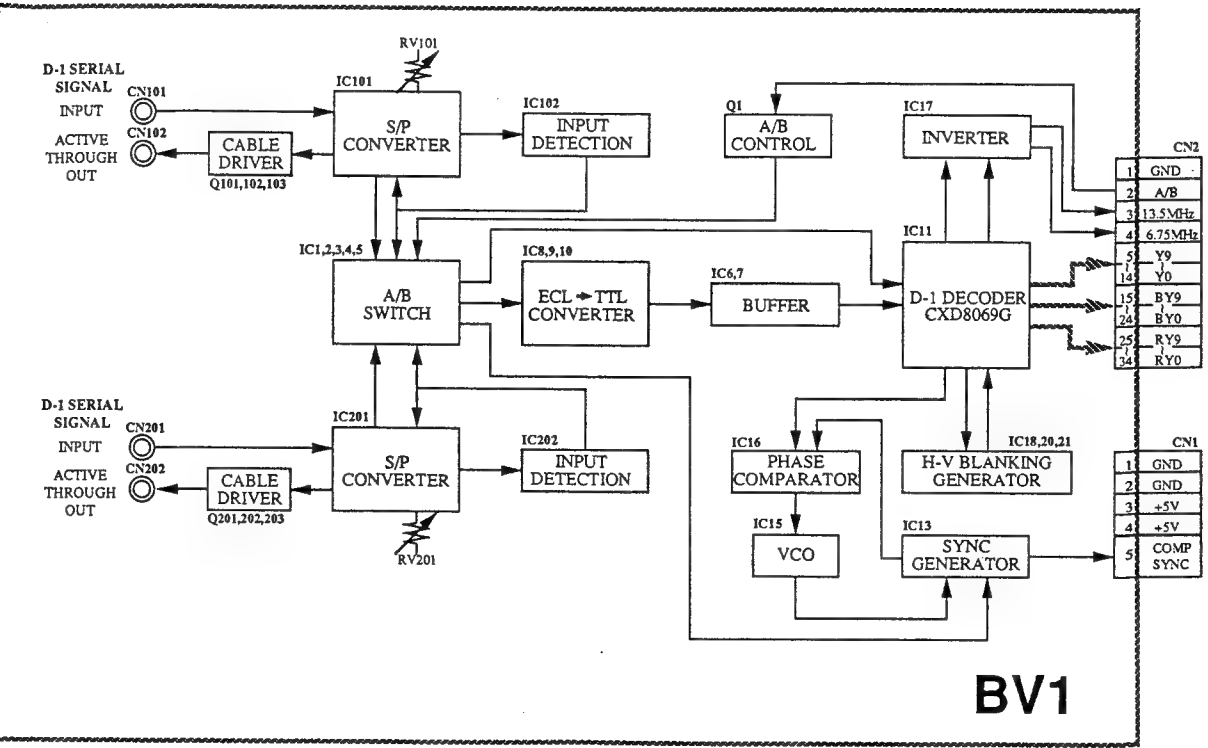 RV101
D-1 SERIAL
SIGNAL
INPUT
CN101
ACTIVE
THROUGH
OUT
CN102
CABLE
DRIVER
Q101,102,103
IC101
S/P
CONVERTER
IC102
INPUT
DETECTION
Q1
A/B
CONTROL
IC17
INVERTER
CN2
1 GND
2 A/B
3 13.5MHz
4 6.75MHz
5 Y9
~ ~
14 Y0
15 BY9
~ ~
24 BY0
25 RY9
~ ~
34 RY0
IC1,2,3,4,5
A/B
SWITCH
IC8,9,10
ECL → TTL
CONVERTER
IC6,7
BUFFER
IC11
D-1 DECODER
CXD8069G
D-1 SERIAL
SIGNAL
INPUT
CN201
ACTIVE
THROUGH
OUT
CN202
CABLE
DRIVER
Q201,202,203
IC201
S/P
CONVERTER
RV201
IC202
INPUT
DETECTION
IC16
PHASE
COMPARATOR
IC18,20,21
H-V BLANKING
GENERATOR
IC15
VCO
IC13
SYNC
GENERATOR
CN1
1 GND
2 GND
3 +5V
4 +5V
5 COMP
SYNC
BV1